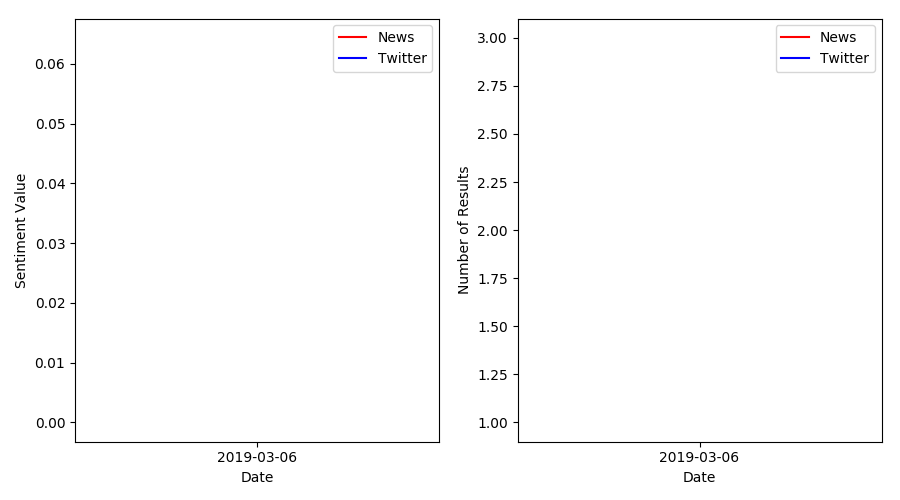 News
Twitter
0.06
0.05
0.04
0.03
0.02
0.01
0.00
Sentiment Value
2019-03-06
Date
News
Twitter
3.00
2.75
2.50
2.25
2.00
1.75
1.50
1.25
1.00
Number of Results
2019-03-06
Date